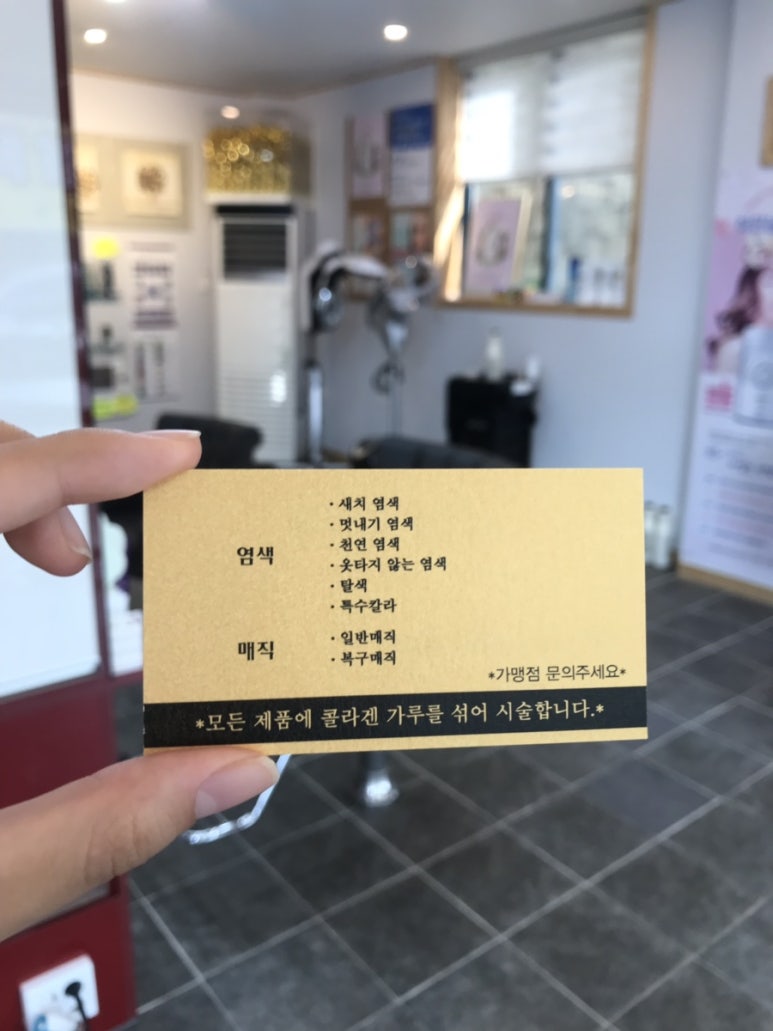 염색
· 새치 염색
· 멋내기 염색
· 천연 염색
· 옷타지 않는 염색
· 탈색
· 특수칼라
매직
· 일반매직
· 복구매직
*가맹점 문의주세요*
*모든 제품에 콜라겐 가루를 섞어 시술합니다.*